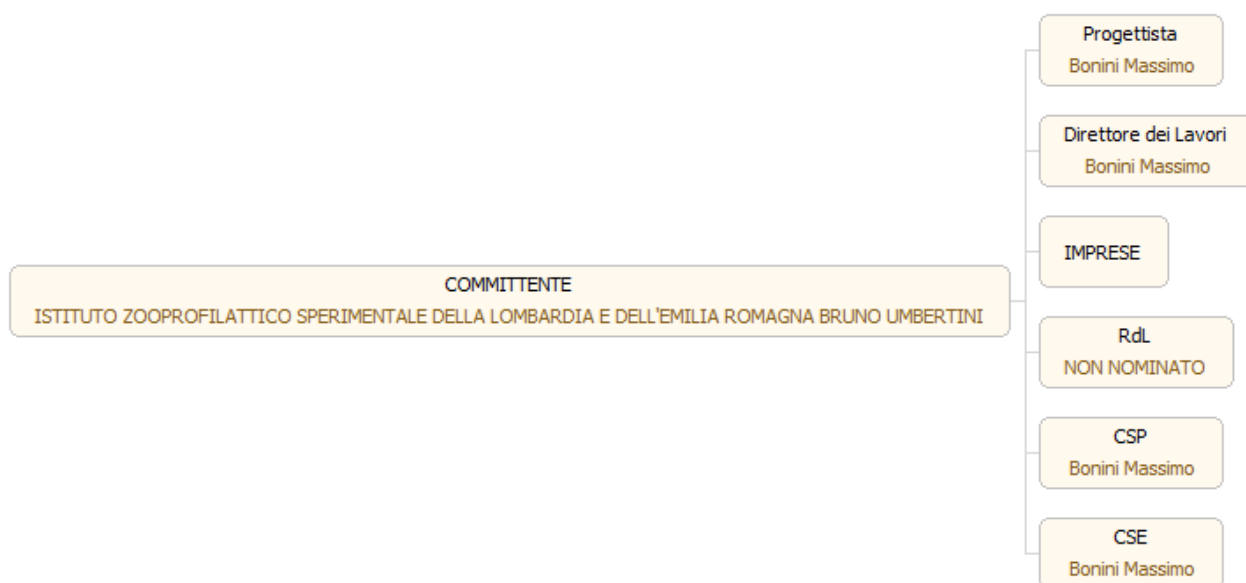 Progettista
Bonini Massimo
Direttore dei Lavori
Bonini Massimo
IMPRESE
COMMITTENTE
ISTITUTO ZOOPROFILATTICO SPERIMENTALE DELLA LOMBARDIA E DELL'EMILIA ROMAGNA BRUNO UMBERTINI
RdL
NON NOMINATO
CSP
Bonini Massimo
CSE
Bonini Massimo